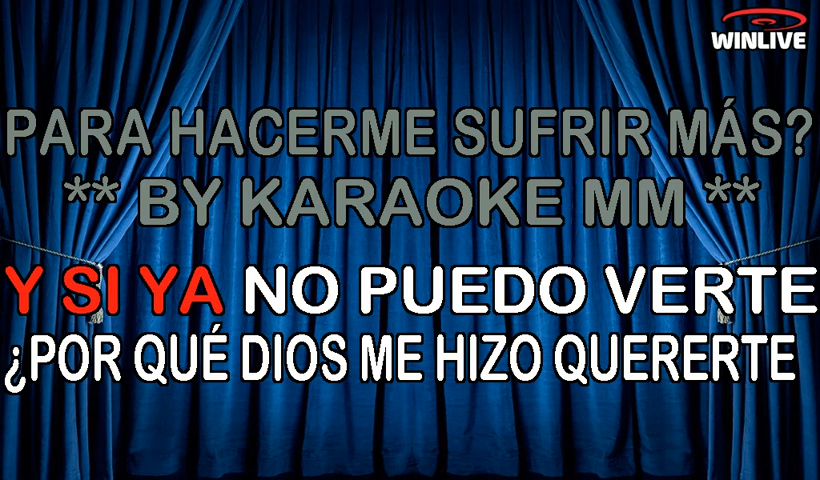 WINLIVE
PARA HACERME SUFRIR MÁS?
** BY KARAOKE MM **
Y SI YA NO PUEDO VERTE
¿POR QUÉ DIOS ME HIZO QUERERTE